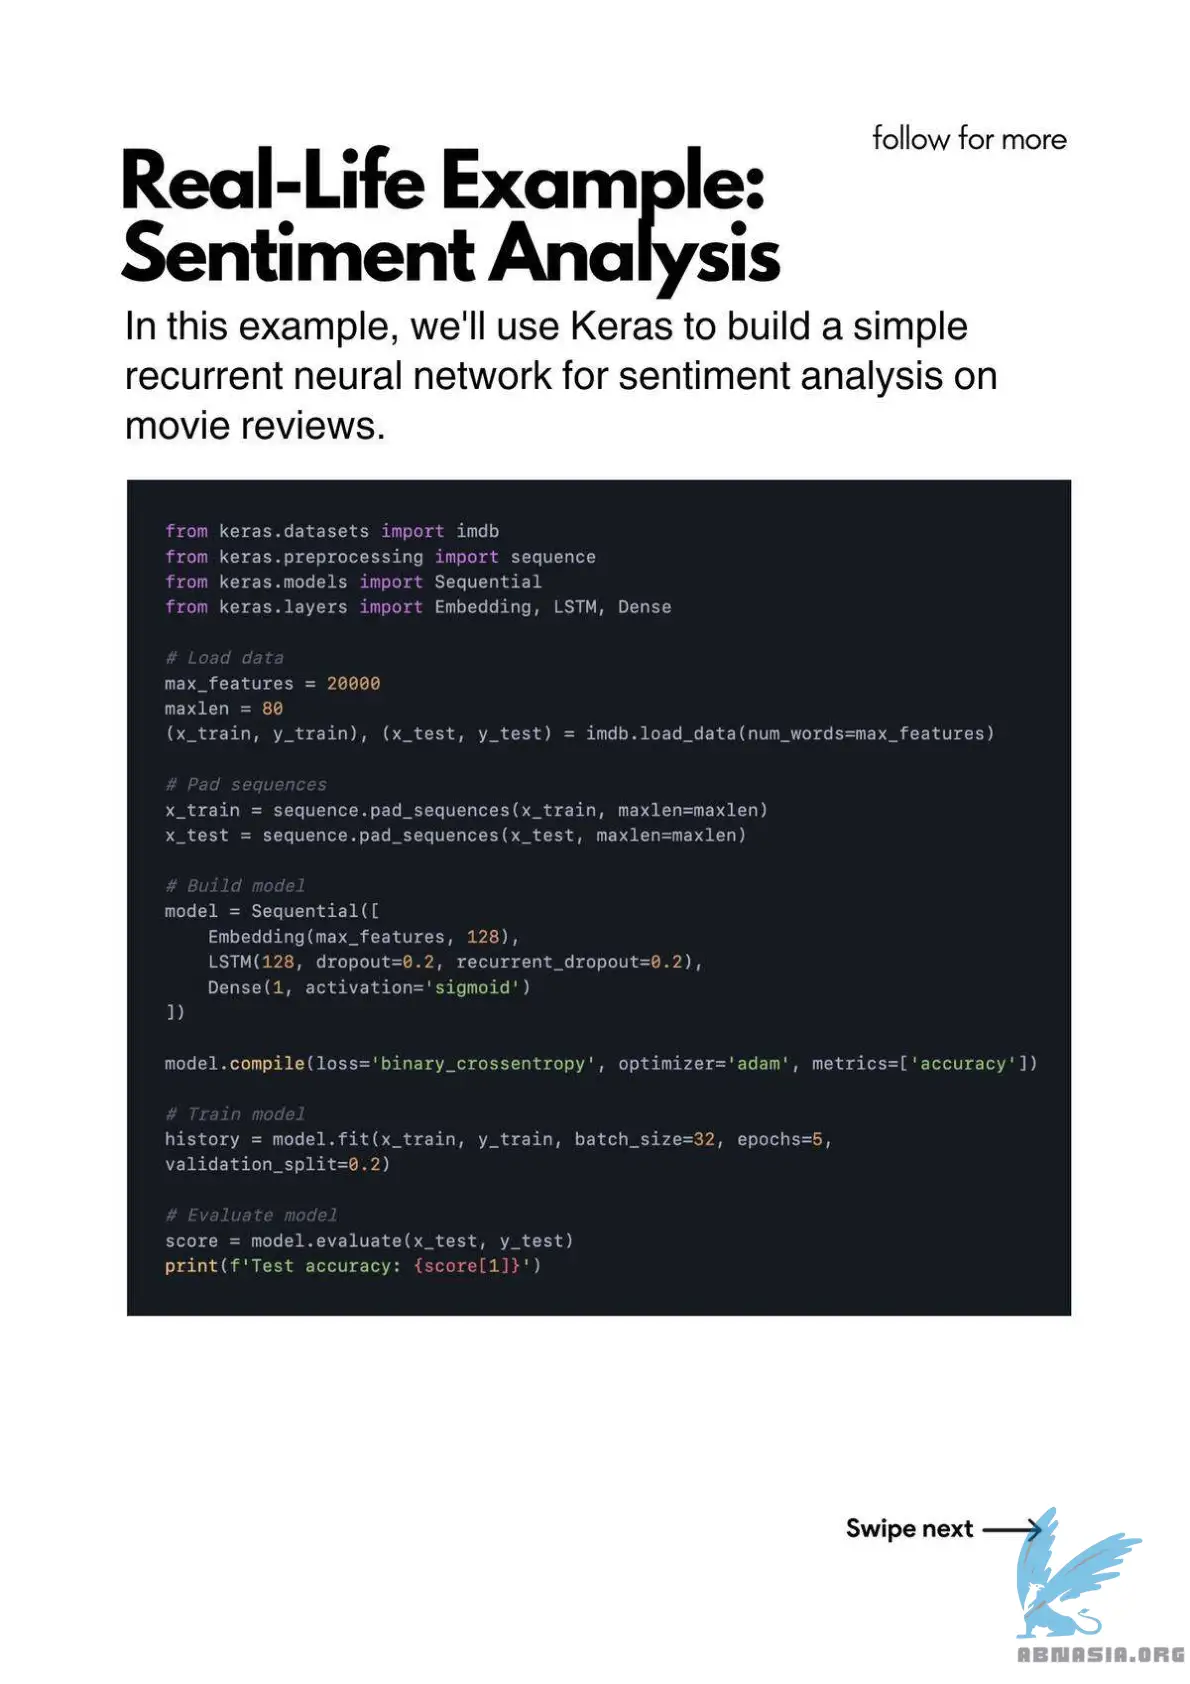 follow for more
Real-Life Example:
Sentiment Analysis
In this example, we'll use Keras to build a simple
recurrent neural network for sentiment analysis on
movie reviews.
from keras.datasets import imdb
from keras.preprocessing import sequence
from keras.models import Sequential
from keras.layers import Embedding, LSTM, Dense
# Load data
max_features = 20000
maxlen = 80
(x_train, y_train), (x_test, y_test) = imdb.load_data(num_words=max_features)
# Pad sequences
x_train = sequence.pad_sequences(x_train, maxlen=maxlen)
x_test = sequence.pad_sequences(x_test, maxlen=maxlen)
# Build model
model = Sequential([
    Embedding(max_features, 128),
    LSTM(128, dropout=0.2, recurrent_dropout=0.2),
    Dense(1, activation='sigmoid')
])
model.compile(loss='binary_crossentropy', optimizer='adam', metrics=['accuracy'])
# Train model
history = model.fit(x_train, y_train, batch_size=32, epochs=5,
validation_split=0.2)
# Evaluate model
score = model.evaluate(x_test, y_test)
print(f'Test accuracy: {score[1]}')
Swipe next
ABNASIA.ORG